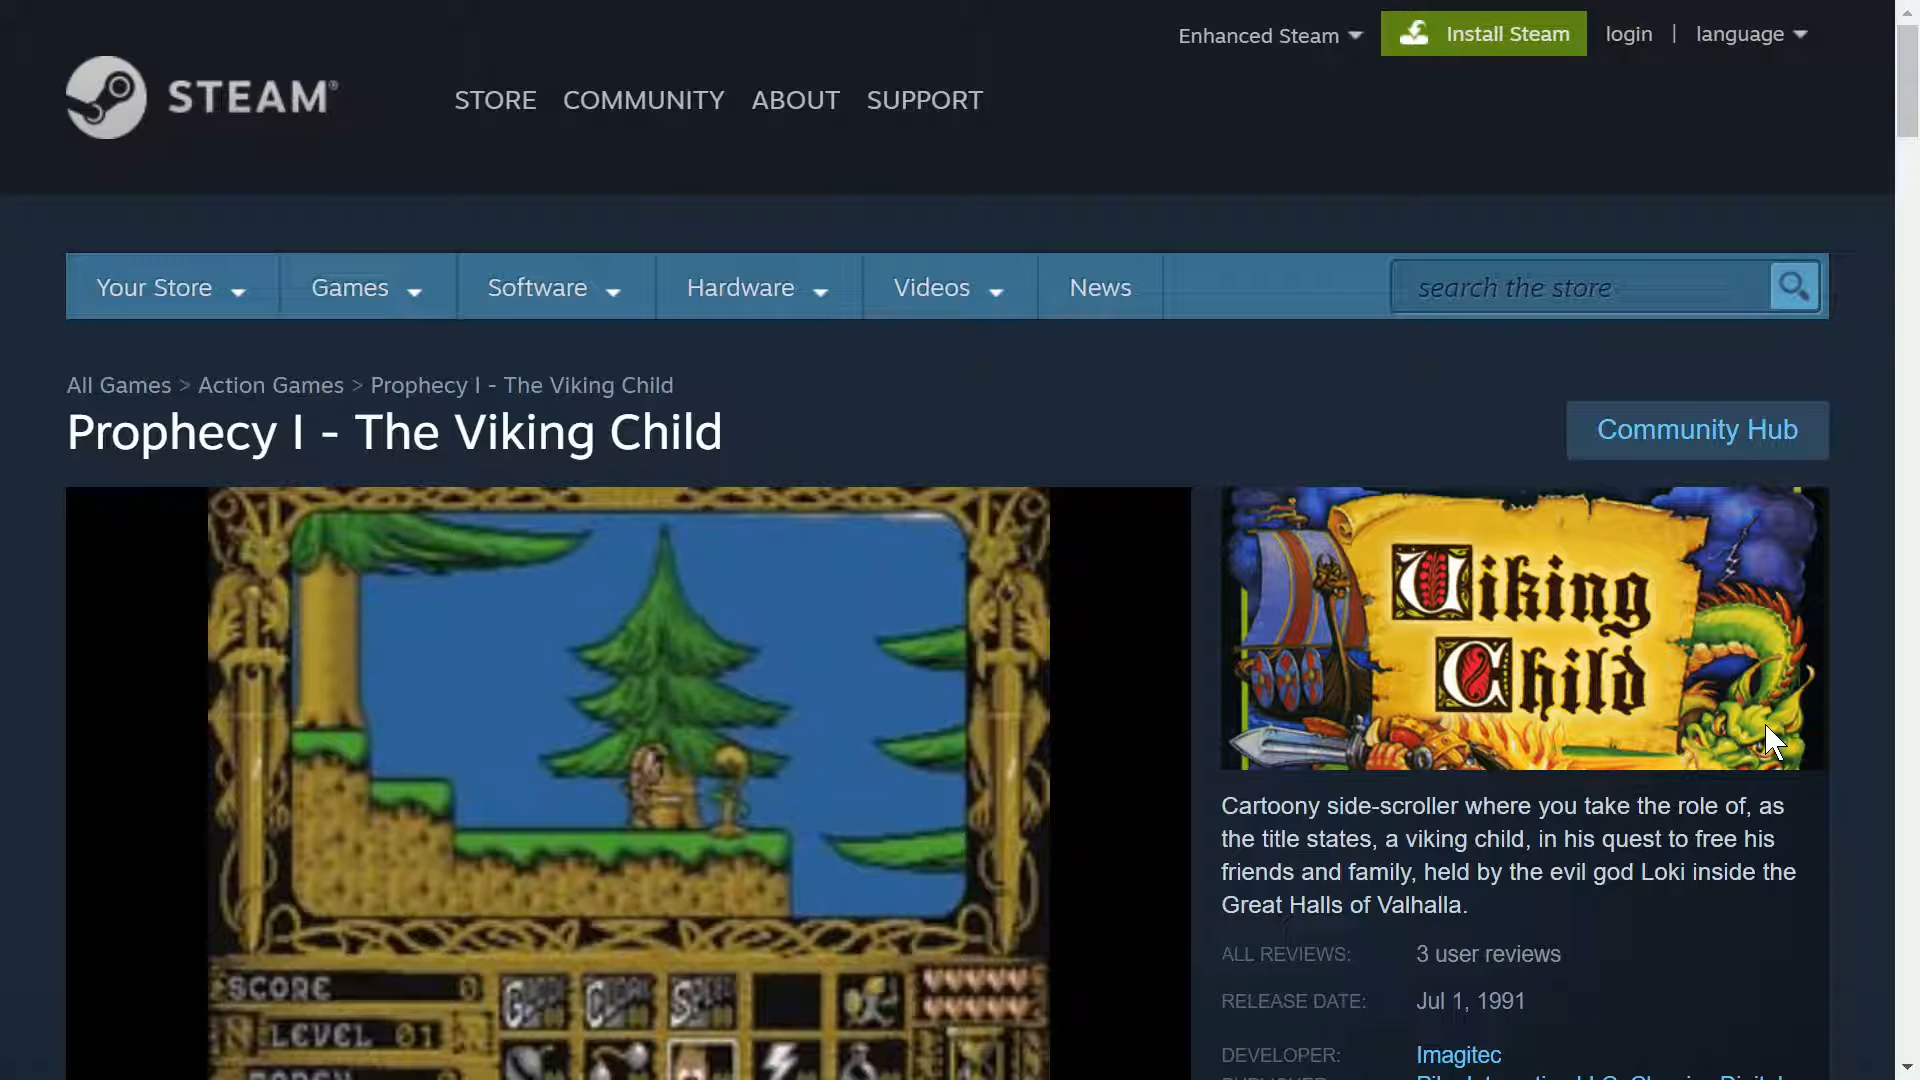 Enhanced Steam
Install Steam
login
|
language
STEAM®
STORE
COMMUNITY
ABOUT
SUPPORT
Your Store
Games
Software
Hardware
Videos
News
search the store
All Games > Action Games > Prophecy I - The Viking Child
Prophecy I - The Viking Child
Community Hub
Viking
Child
Cartoony side-scroller where you take the role of, as
the title states, a viking child, in his quest to free his
friends and family, held by the evil god Loki inside the
Great Halls of Valhalla.
ALL REVIEWS: 3 user reviews
RELEASE DATE: Jul 1, 1991
DEVELOPER: Imagitec
SCORE 0
LEVEL 01